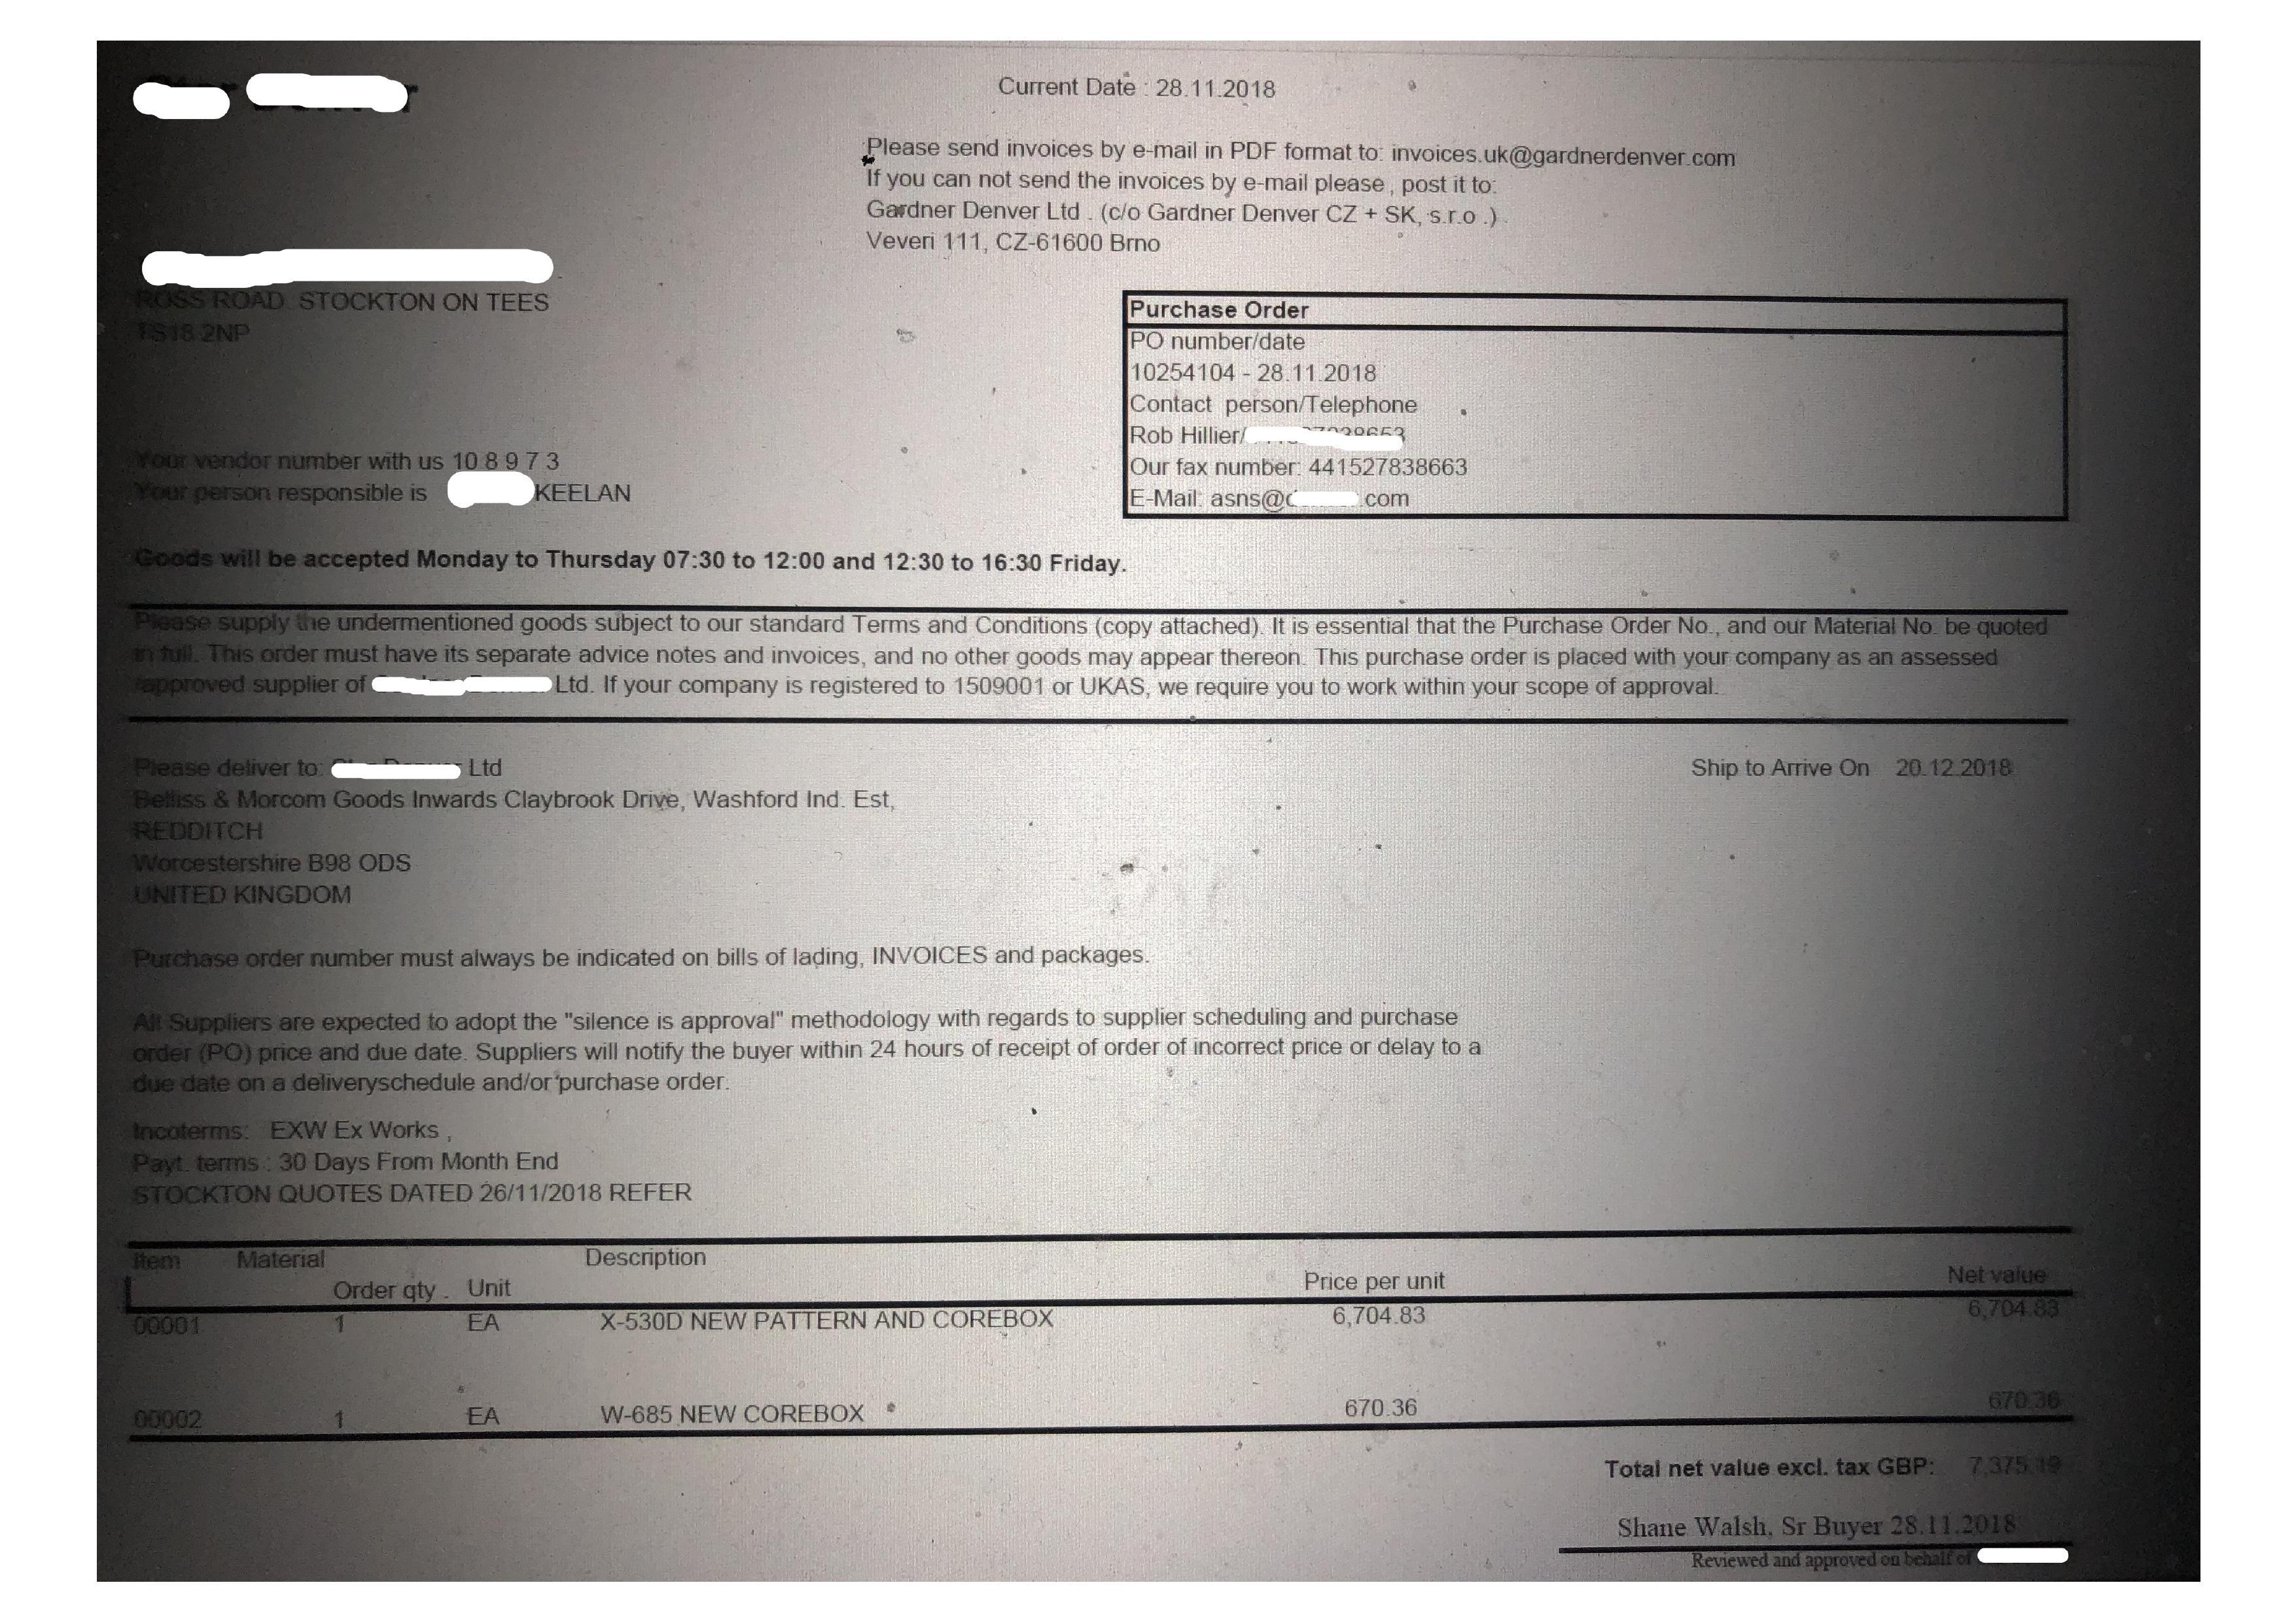 Current Date : 28.11.2018
Please send invoices by e-mail in PDF format to: invoices.uk@gardnerdenver.com
If you can not send the invoices by e-mail please , post it to:
Gardner Denver Ltd . (c/o Gardner Denver CZ + SK, s.r.o .)
Veveri 111, CZ-61600 Brno
ROSS ROAD. STOCKTON ON TEES
TS18 2NP
Purchase Order
PO number/date
10254104 - 28.11.2018
Contact person/Telephone
Rob Hillier/
Our fax number: 441527838663
E-Mail: asns@ .com
Your vendor number with us 10 8 9 7 3
Your person responsible is KEELAN
Goods will be accepted Monday to Thursday 07:30 to 12:00 and 12:30 to 16:30 Friday.
Please supply the undermentioned goods subject to our standard Terms and Conditions (copy attached). It is essential that the Purchase Order No., and our Material No. be quoted
in full. This order must have its separate advice notes and invoices, and no other goods may appear thereon. This purchase order is placed with your company as an assessed
approved supplier of Ltd. If your company is registered to 1509001 or UKAS, we require you to work within your scope of approval.
Please deliver to: Ltd
Ship to Arrive On 20.12.2018
Belliss & Morcom Goods Inwards Claybrook Drive, Washford Ind. Est,
REDDITCH
Worcestershire B98 ODS
UNITED KINGDOM
Purchase order number must always be indicated on bills of lading, INVOICES and packages.
All Suppliers are expected to adopt the "silence is approval" methodology with regards to supplier scheduling and purchase
order (PO) price and due date. Suppliers will notify the buyer within 24 hours of receipt of order of incorrect price or delay to a
due date on a deliveryschedule and/or purchase order.
Incoterms: EXW Ex Works ,
Payt. terms : 30 Days From Month End
STOCKTON QUOTES DATED 26/11/2018 REFER
Item Material Description
Order qty . Unit Price per unit Net value
00001 1 EA X-530D NEW PATTERN AND COREBOX 6,704.83 6,704.83
00002 1 EA W-685 NEW COREBOX 670.36 670.36
Total net value excl. tax GBP: 7,375.19
Shane Walsh, Sr Buyer 28.11.2018
Reviewed and approved on behalf of